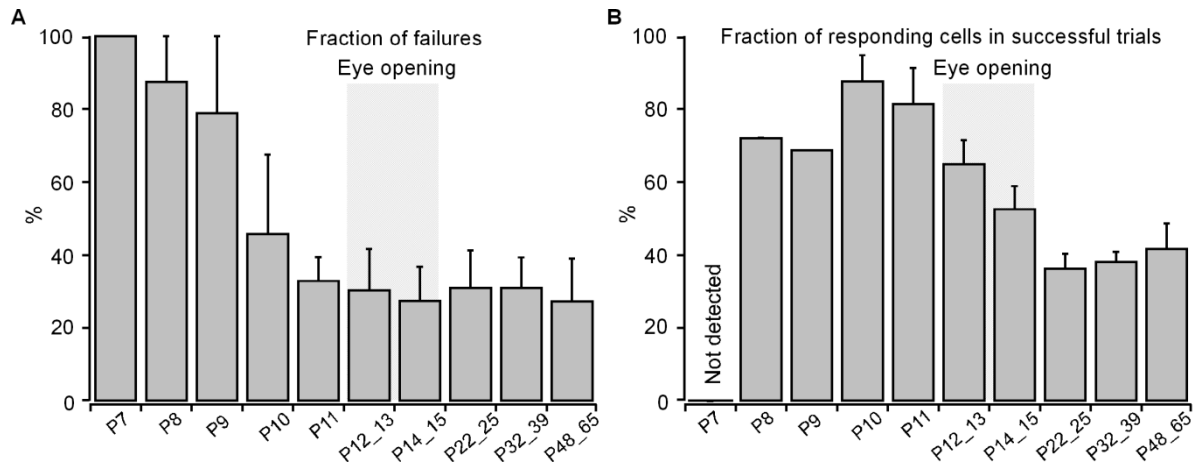 A
Fraction of failures
Eye opening
100
80
60
40
20
0
%
P7
P8
P9
P10
P11
P12_13
P14_15
P22_25
P32_39
P48_65
B
Fraction of responding cells in successful trials
Eye opening
100
80
60
40
20
0
%
Not detected
P7
P8
P9
P10
P11
P12_13
P14_15
P22_25
P32_39
P48_65